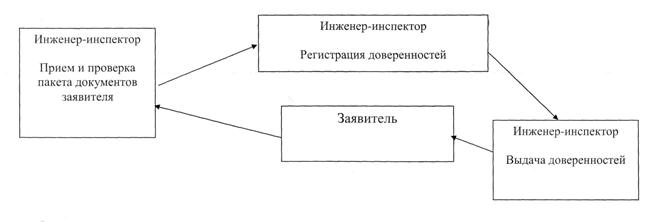 Инженер-инспектор
Прием и проверка
пакета документов
заявителя
Инженер-инспектор
Регистрация доверенностей
Заявитель
Инженер-инспектор
Выдача доверенностей